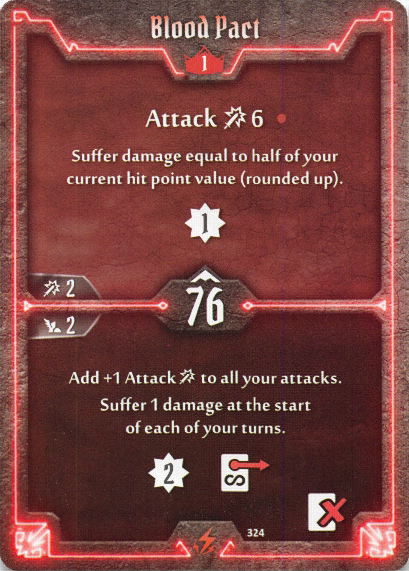 Blood Pact
1
Attack 6
Suffer damage equal to half of your
current hit point value (rounded up).
1
2
76
2
Add +1 Attack to all your attacks.
Suffer 1 damage at the start
of each of your turns.
2
324